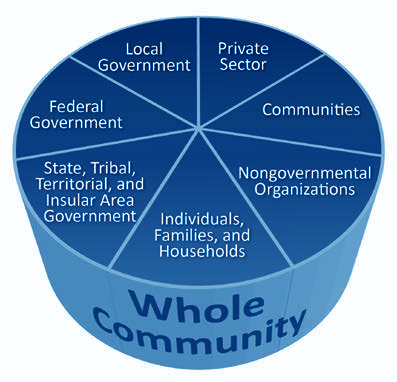 Local
Government
Private
Sector
Communities
Nongovernmental
Organizations
Individuals,
Families, and
Households
State, Tribal,
Territorial, and
Insular Area
Government
Federal
Government
Whole
Community